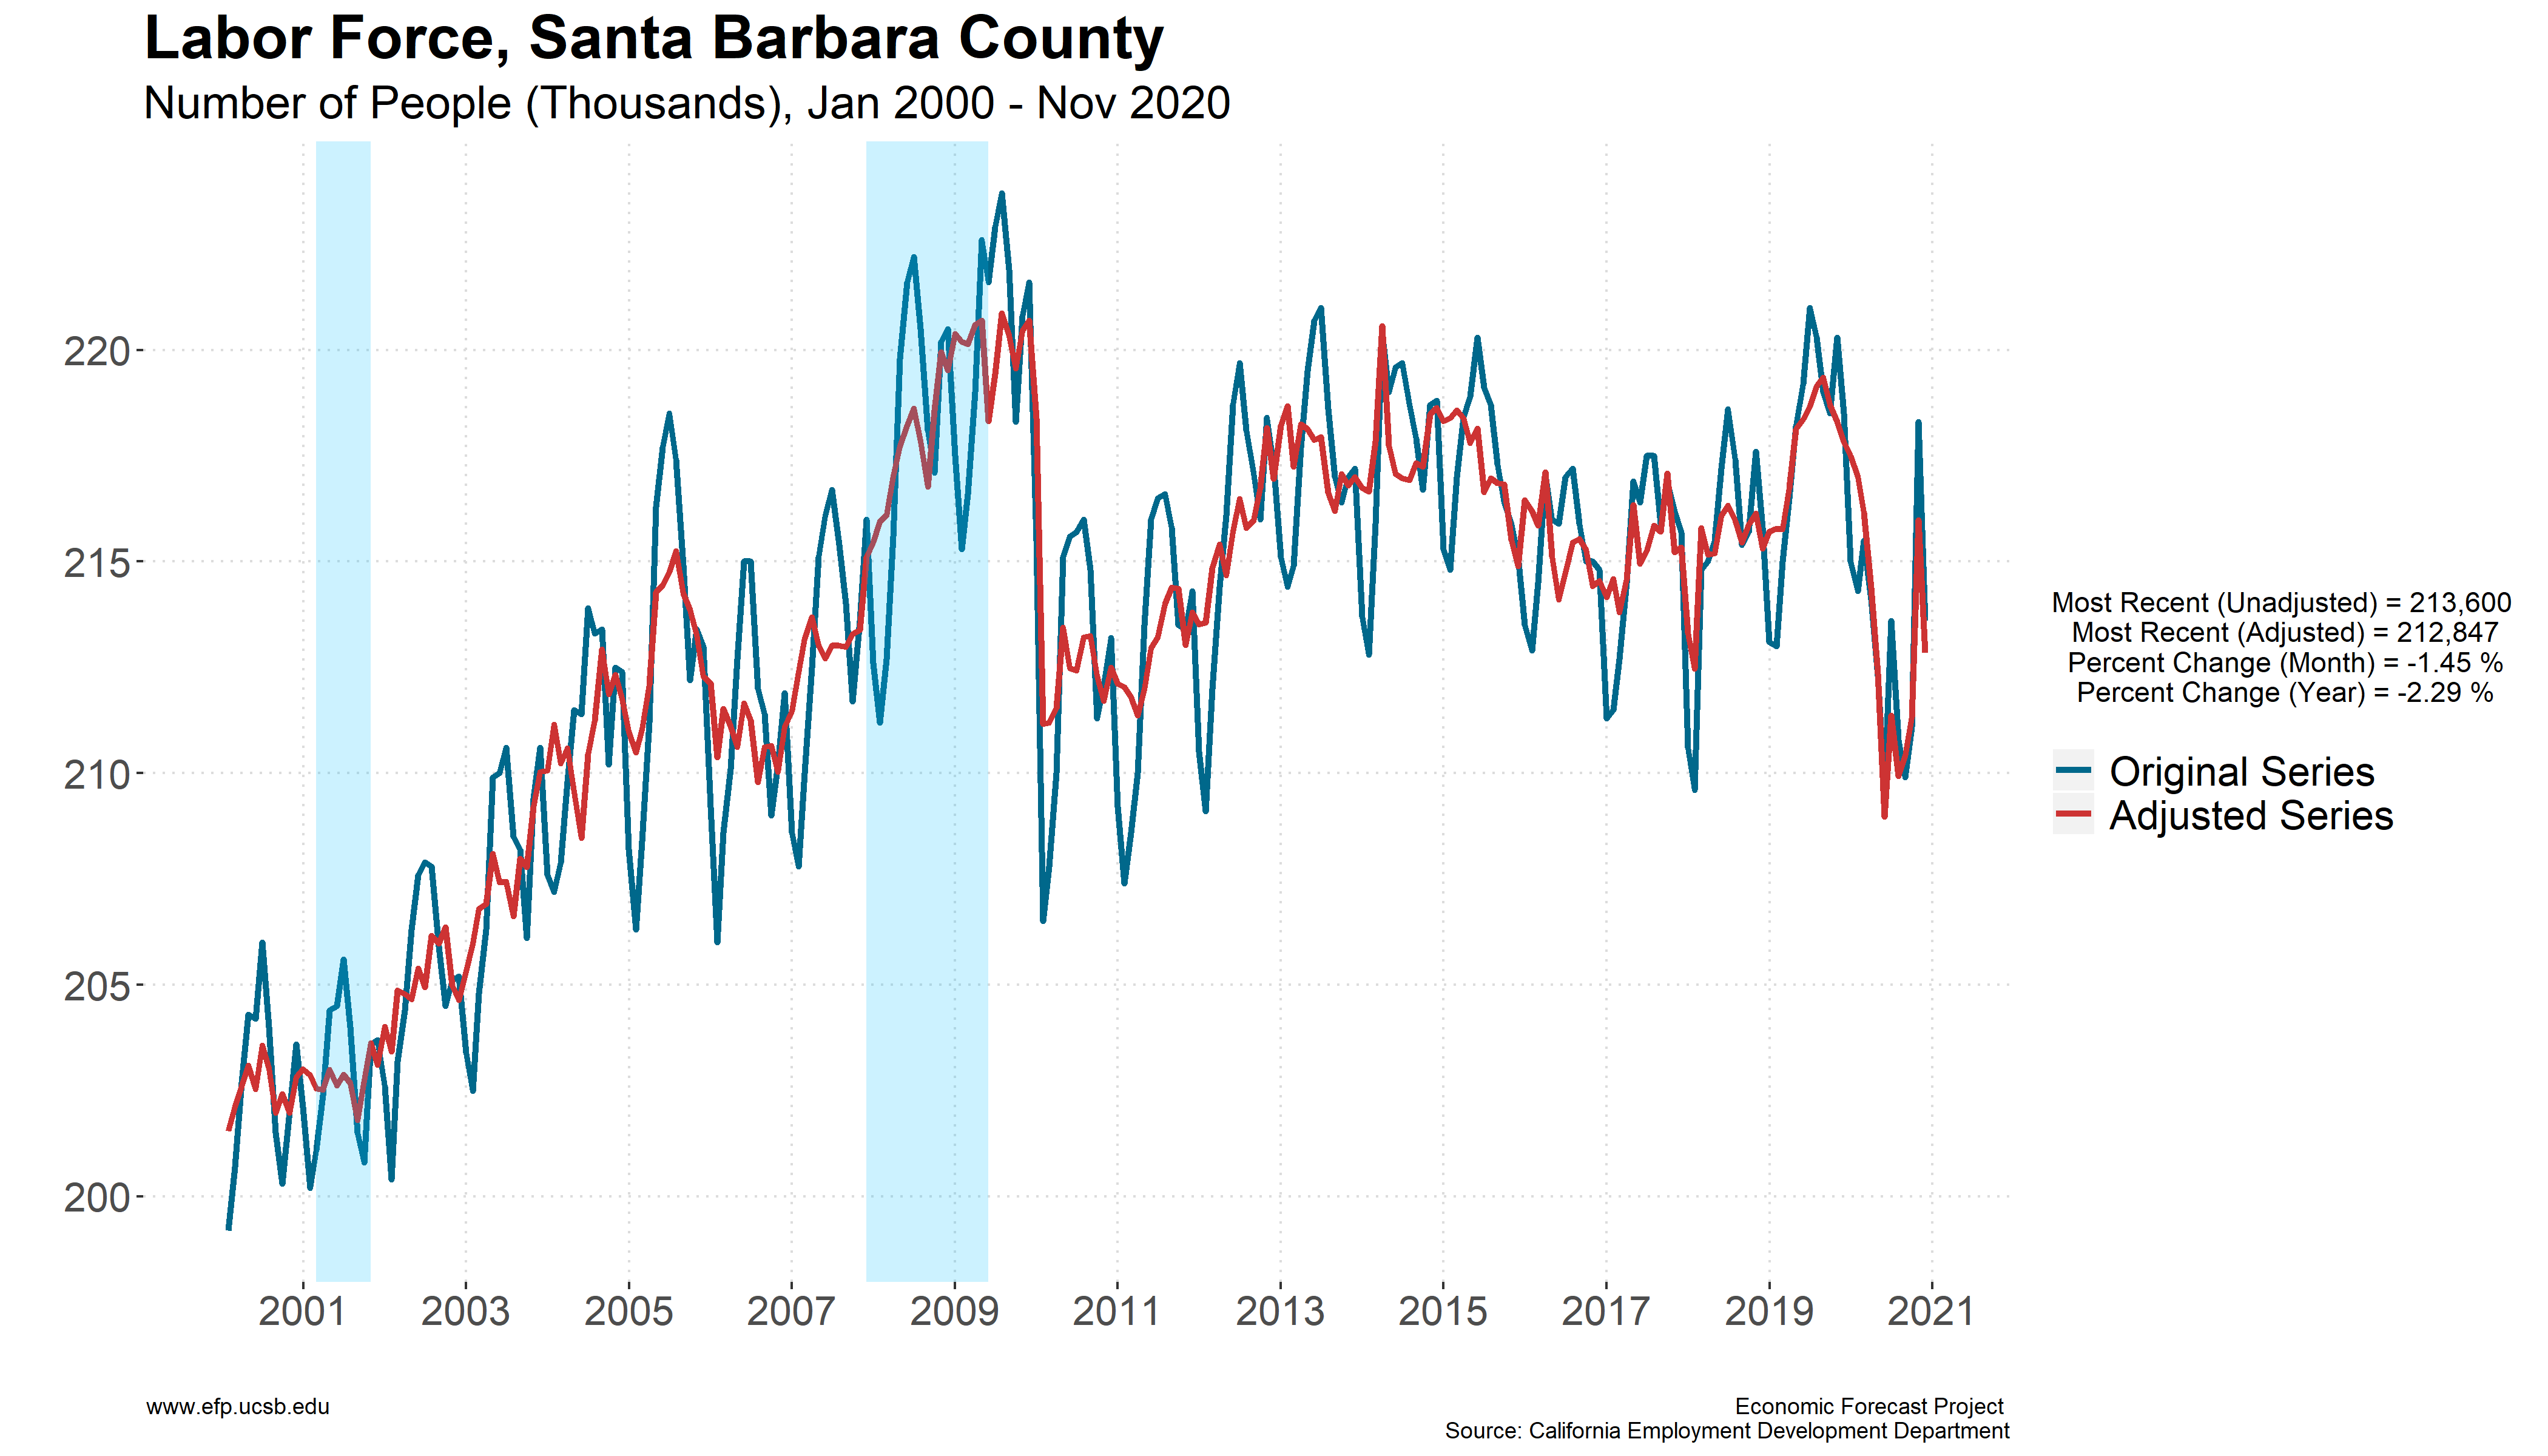 Labor Force, Santa Barbara County
Number of People (Thousands), Jan 2000 - Nov 2020
220
215
210
205
200
2001 2003 2005 2007 2009 2011 2013 2015 2017 2019 2021
Most Recent (Unadjusted) = 213,600
Most Recent (Adjusted) = 212,847
Percent Change (Month) = -1.45 %
Percent Change (Year) = -2.29 %
Original Series
Adjusted Series
www.efp.ucsb.edu
Economic Forecast Project
Source: California Employment Development Department